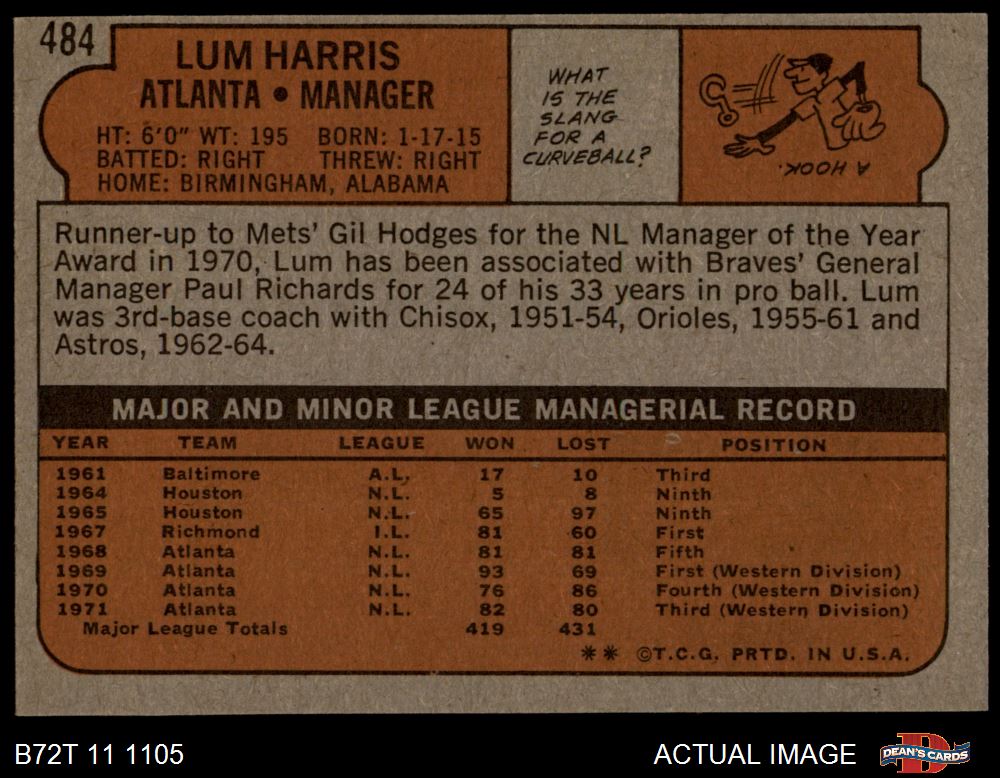 484
LUM HARRIS
ATLANTA • MANAGER
HT: 6'0" WT: 195 BORN: 1-17-15
BATTED: RIGHT THREW: RIGHT
HOME: BIRMINGHAM, ALABAMA
WHAT
IS THE
SLANG
FOR A
CURVEBALL?
A HOOK.
Runner-up to Mets' Gil Hodges for the NL Manager of the Year
Award in 1970, Lum has been associated with Braves' General
Manager Paul Richards for 24 of his 33 years in pro ball. Lum
was 3rd-base coach with Chisox, 1951-54, Orioles, 1955-61 and
Astros, 1962-64.
MAJOR AND MINOR LEAGUE MANAGERIAL RECORD
YEAR TEAM LEAGUE WON LOST POSITION
1961 Baltimore A.L. 17 10 Third
1964 Houston N.L. 5 8 Ninth
1965 Houston N.L. 65 97 Ninth
1967 Richmond I.L. 81 60 First
1968 Atlanta N.L. 81 81 Fifth
1969 Atlanta N.L. 93 69 First (Western Division)
1970 Atlanta N.L. 76 86 Fourth (Western Division)
1971 Atlanta N.L. 82 80 Third (Western Division)
Major League Totals 419 431
** ©T.C.G. PRTD. IN U.S.A.
B72T 11 1105 ACTUAL IMAGE DEAN'S CARDS